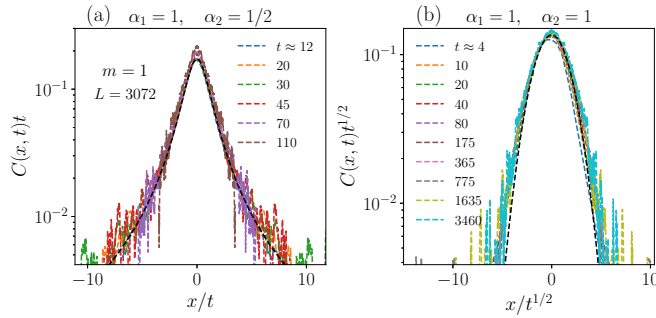 (a) α₁ = 1, α₂ = 1/2
C(x, t)t
10⁻¹
10⁻²
m = 1
L = 3072
t ≈ 12
20
30
45
70
110
−10 0 10
x/t
(b) α₁ = 1, α₂ = 1
C(x, t)t^{1/2}
10⁻¹
10⁻²
t ≈ 4
10
20
40
80
175
365
775
1635
3460
−10 0 10
x/t^{1/2}